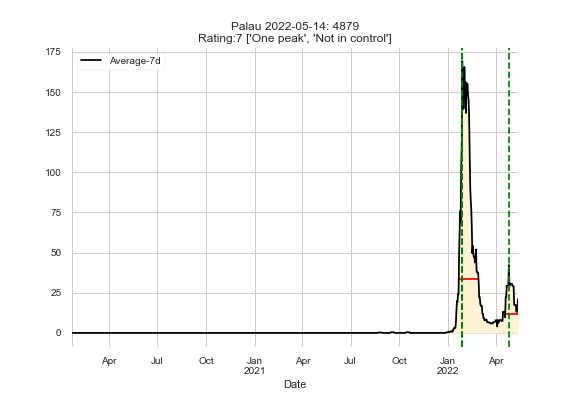 Palau 2022-05-14: 4879
Rating:7 ['One peak', 'Not in control']
175
Average-7d
150
125
100
75
50
25
0
Apr Jul Oct Jan Apr Jul Oct Jan Apr
2021 2022
Date